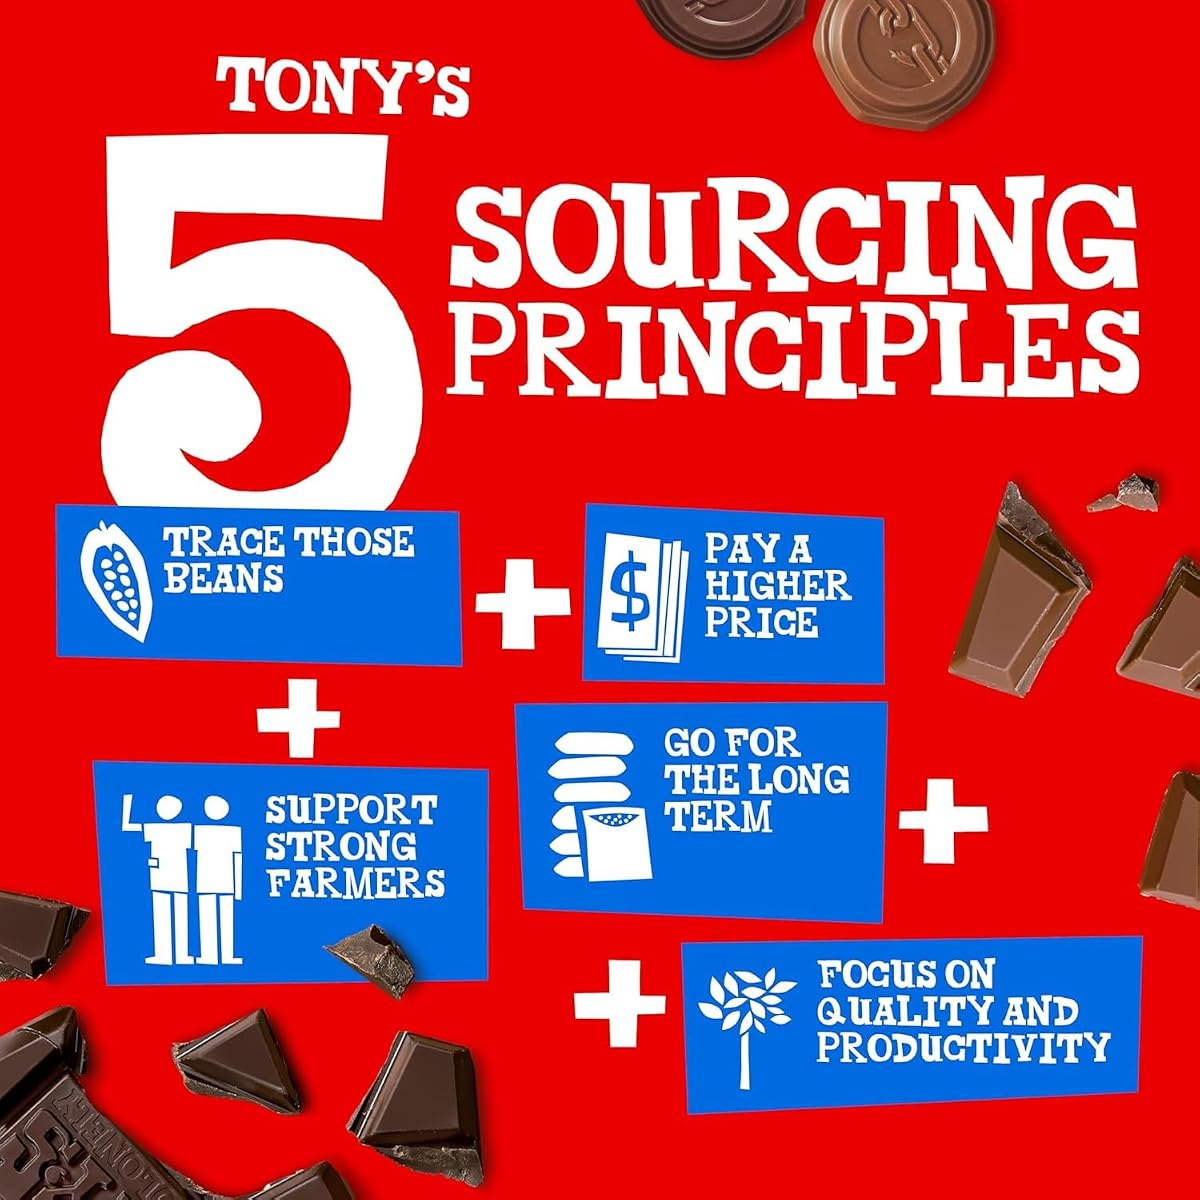 TONY'S
5
SOURCING
PRINCIPLES
TRACE THOSE
BEANS
+
$
PAY A
HIGHER
PRICE
+
SUPPORT
STRONG
FARMERS
GO FOR
THE LONG
TERM
+
+
FOCUS ON
QUALITY AND
PRODUCTIVITY